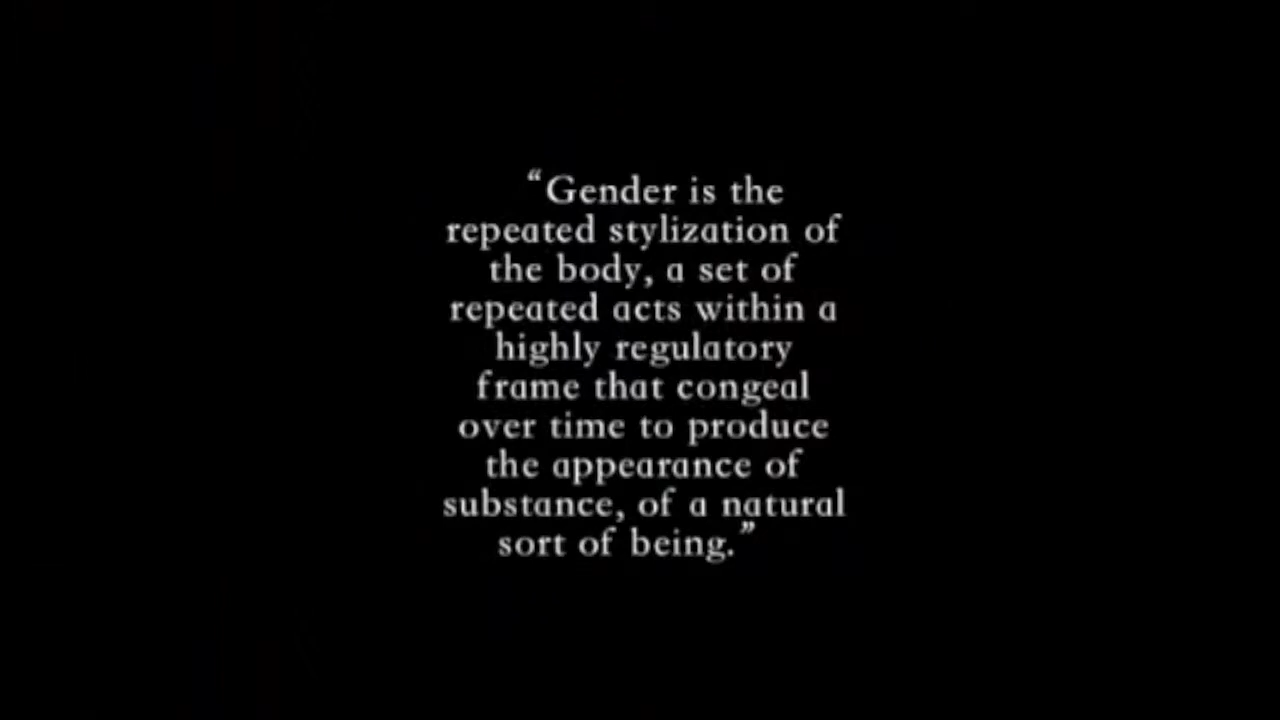 “Gender is the
repeated stylization of
the body, a set of
repeated acts within a
highly regulatory
frame that congeal
over time to produce
the appearance of
substance, of a natural
sort of being.”